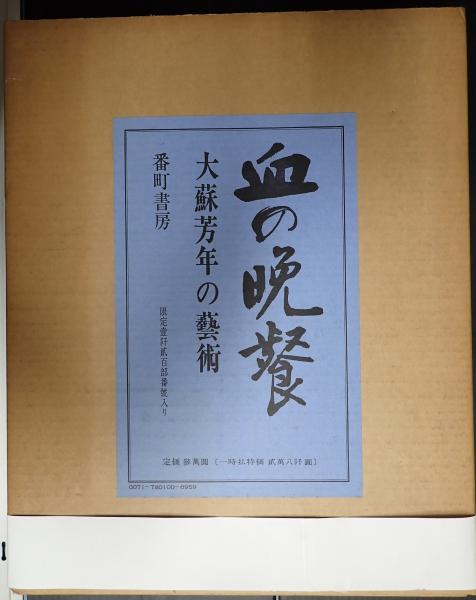 血の晩餐
大蘇芳年の藝術
番町書房
限定壹阡貳百部番號入り
定価 參萬圓 〔一時払特価 貳萬八阡圓〕
0071-780100-6959